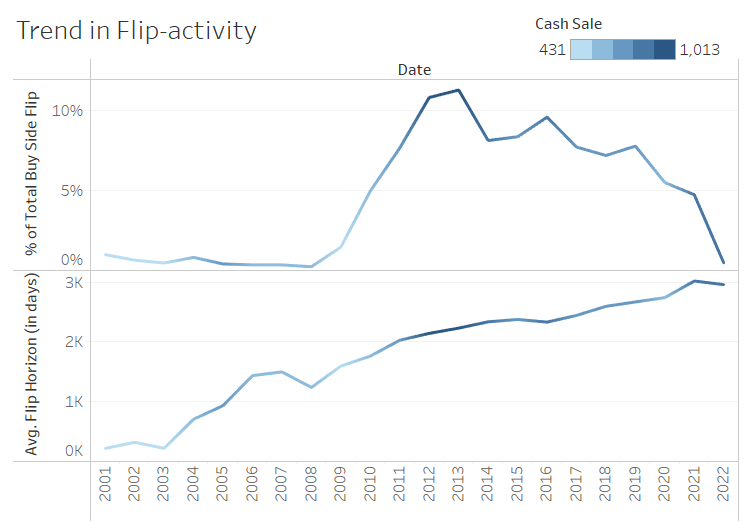 Trend in Flip-activity
Cash Sale
431 1,013
Date
% of Total Buy Side Flip
10%
5%
0%
Avg. Flip Horizon (in days)
3K
2K
1K
0K
2001 2002 2003 2004 2005 2006 2007 2008 2009 2010 2011 2012 2013 2014 2015 2016 2017 2018 2019 2020 2021 2022